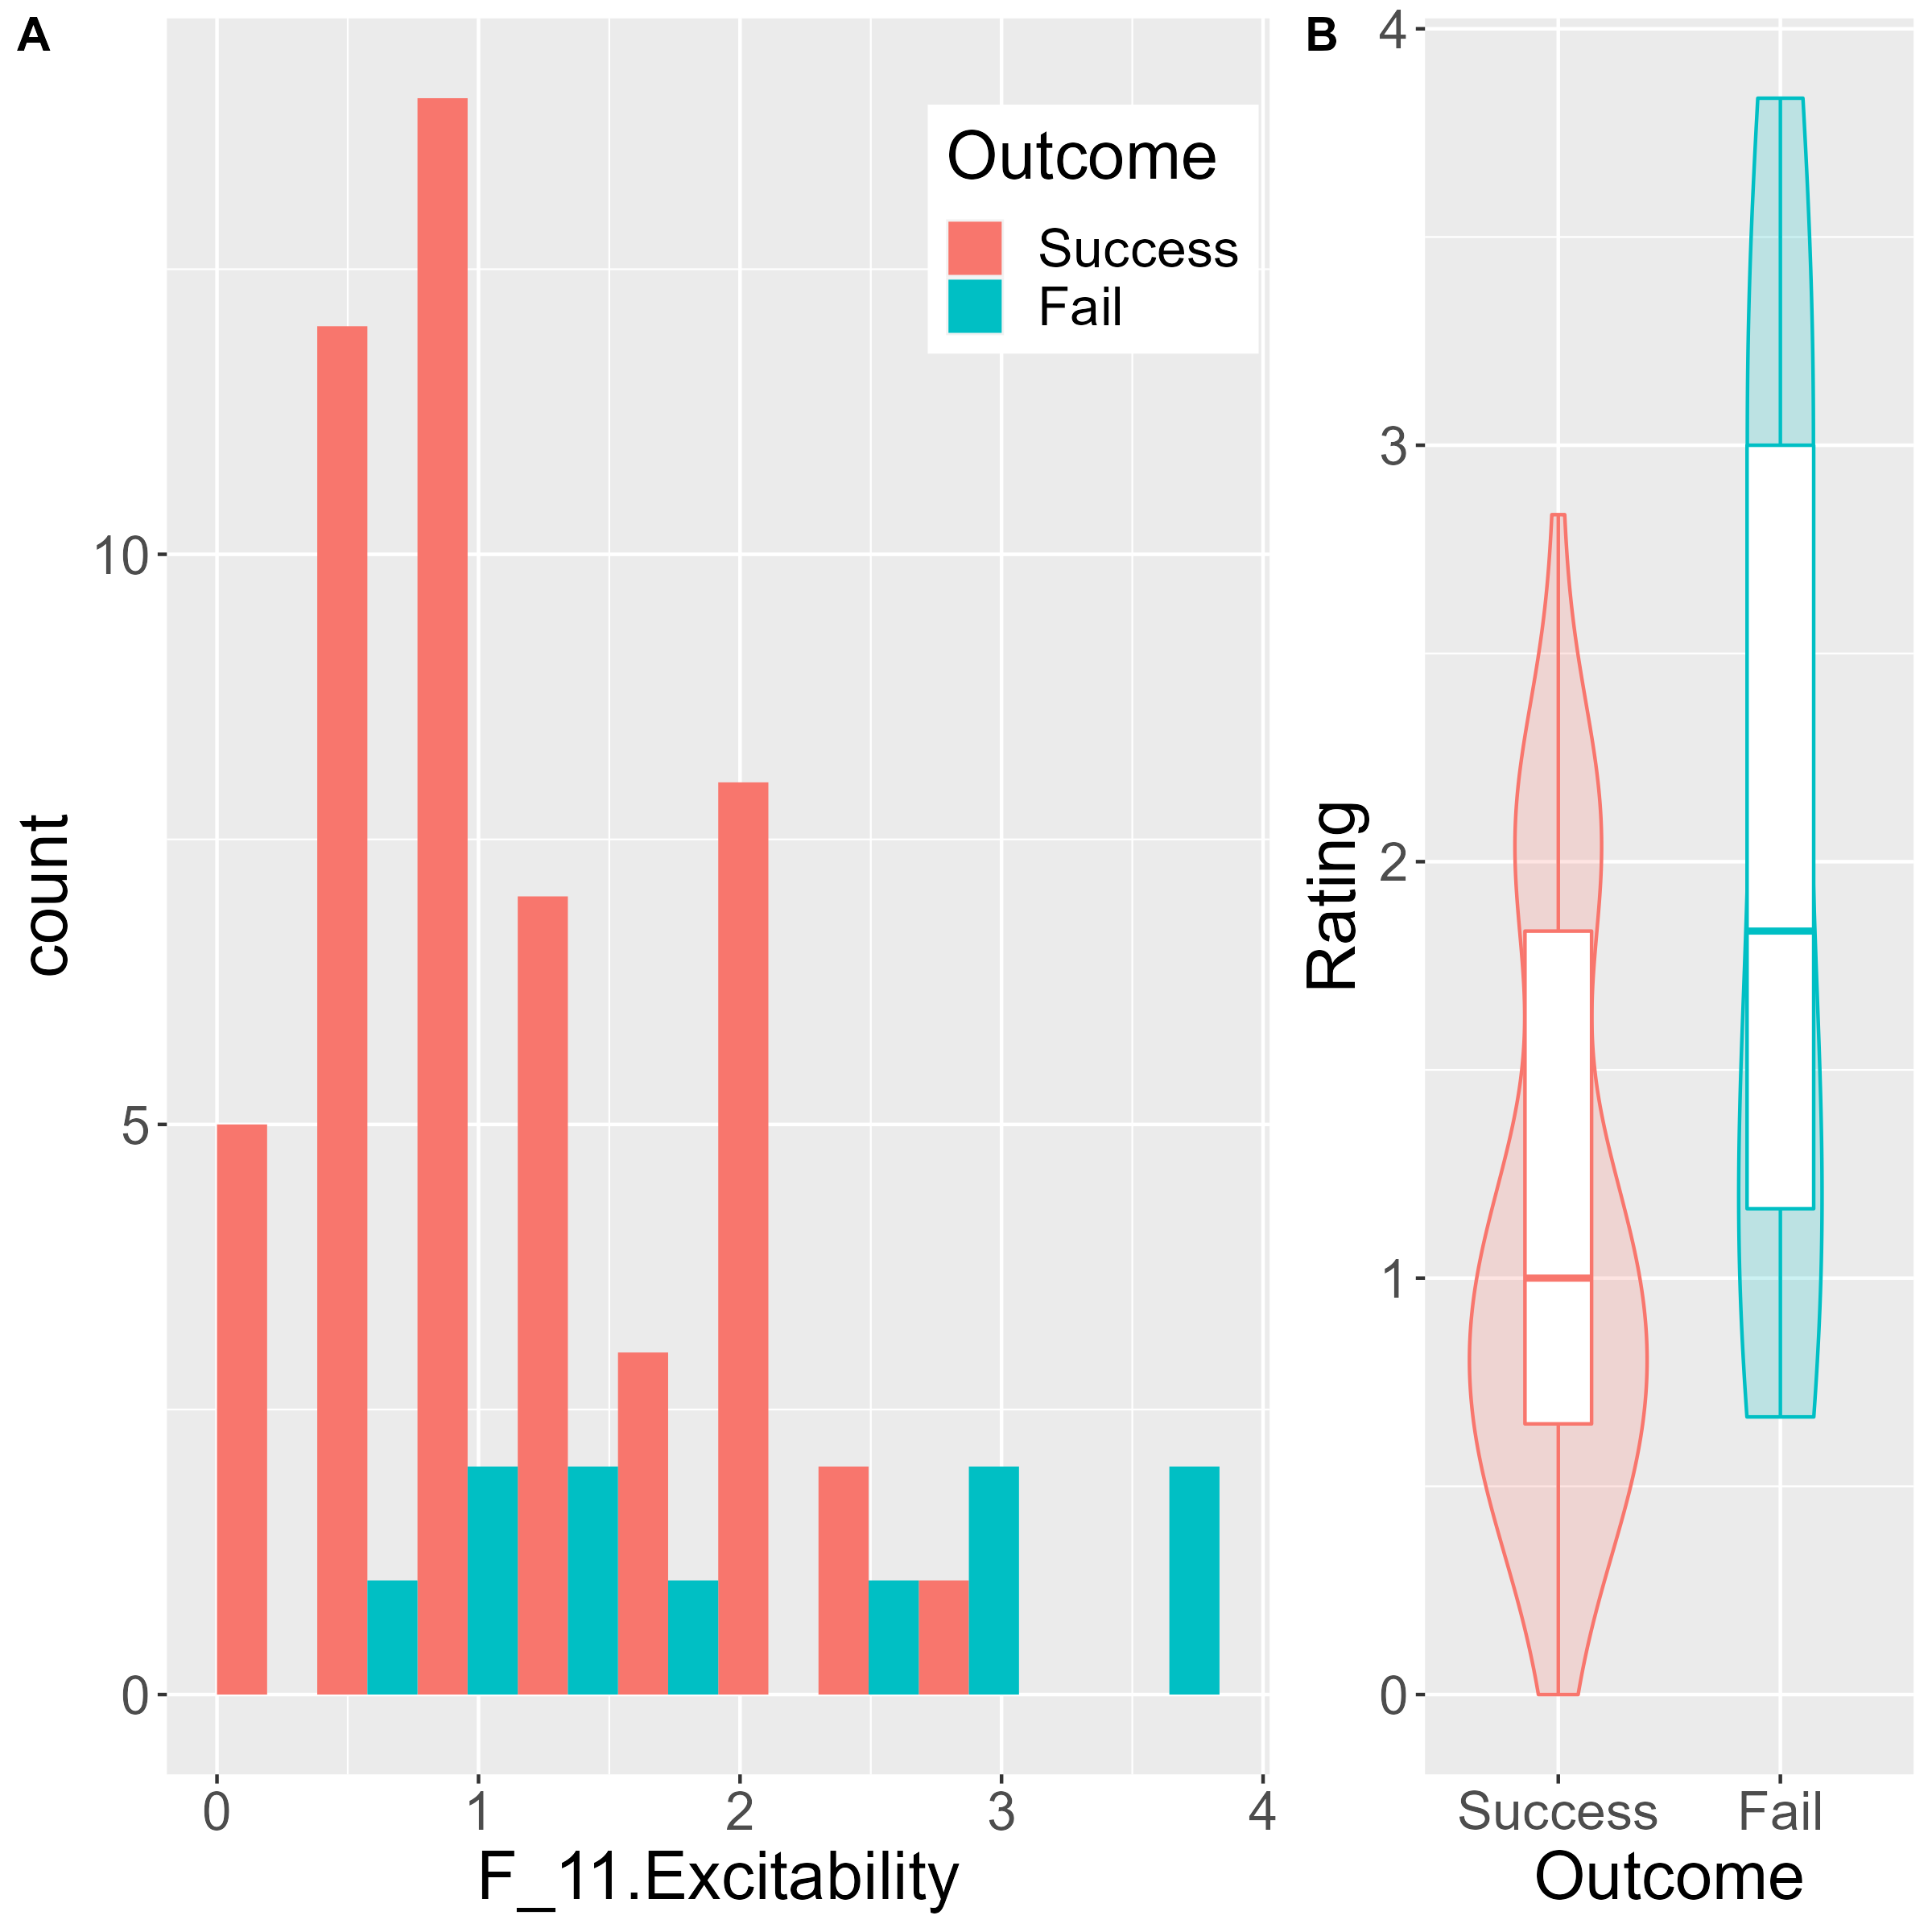 A
count
10
5
0
0 1 2 3 4
F_11.Excitability
Outcome
Success
Fail
B
Rating
4
3
2
1
0
Success Fail
Outcome